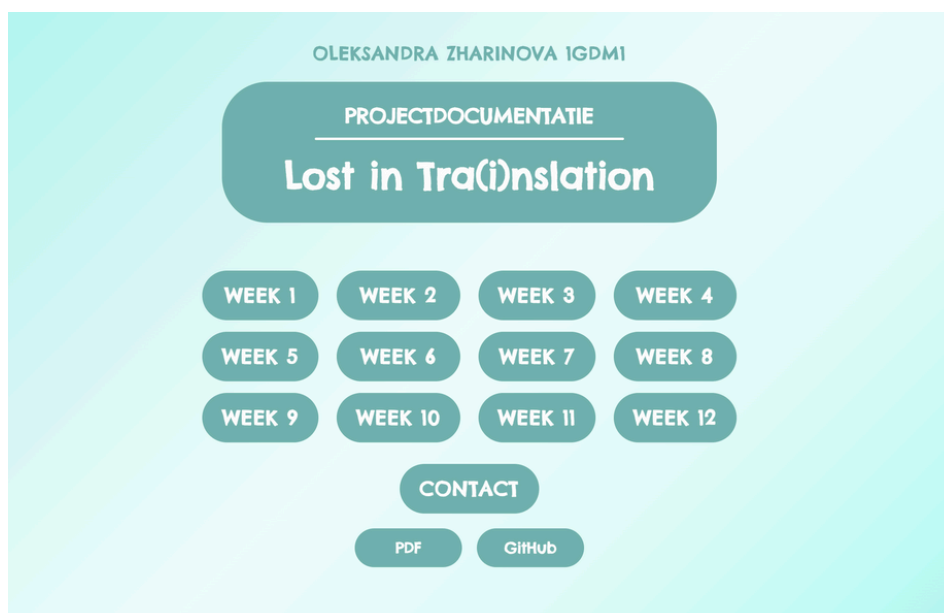 OLEKSANDRA ZHARINOVA 1GDM1
PROJECTDOCUMENTATIE
Lost in Tra(i)nslation
WEEK 1 WEEK 2 WEEK 3 WEEK 4
WEEK 5 WEEK 6 WEEK 7 WEEK 8
WEEK 9 WEEK 10 WEEK 11 WEEK 12
CONTACT
PDF GitHub